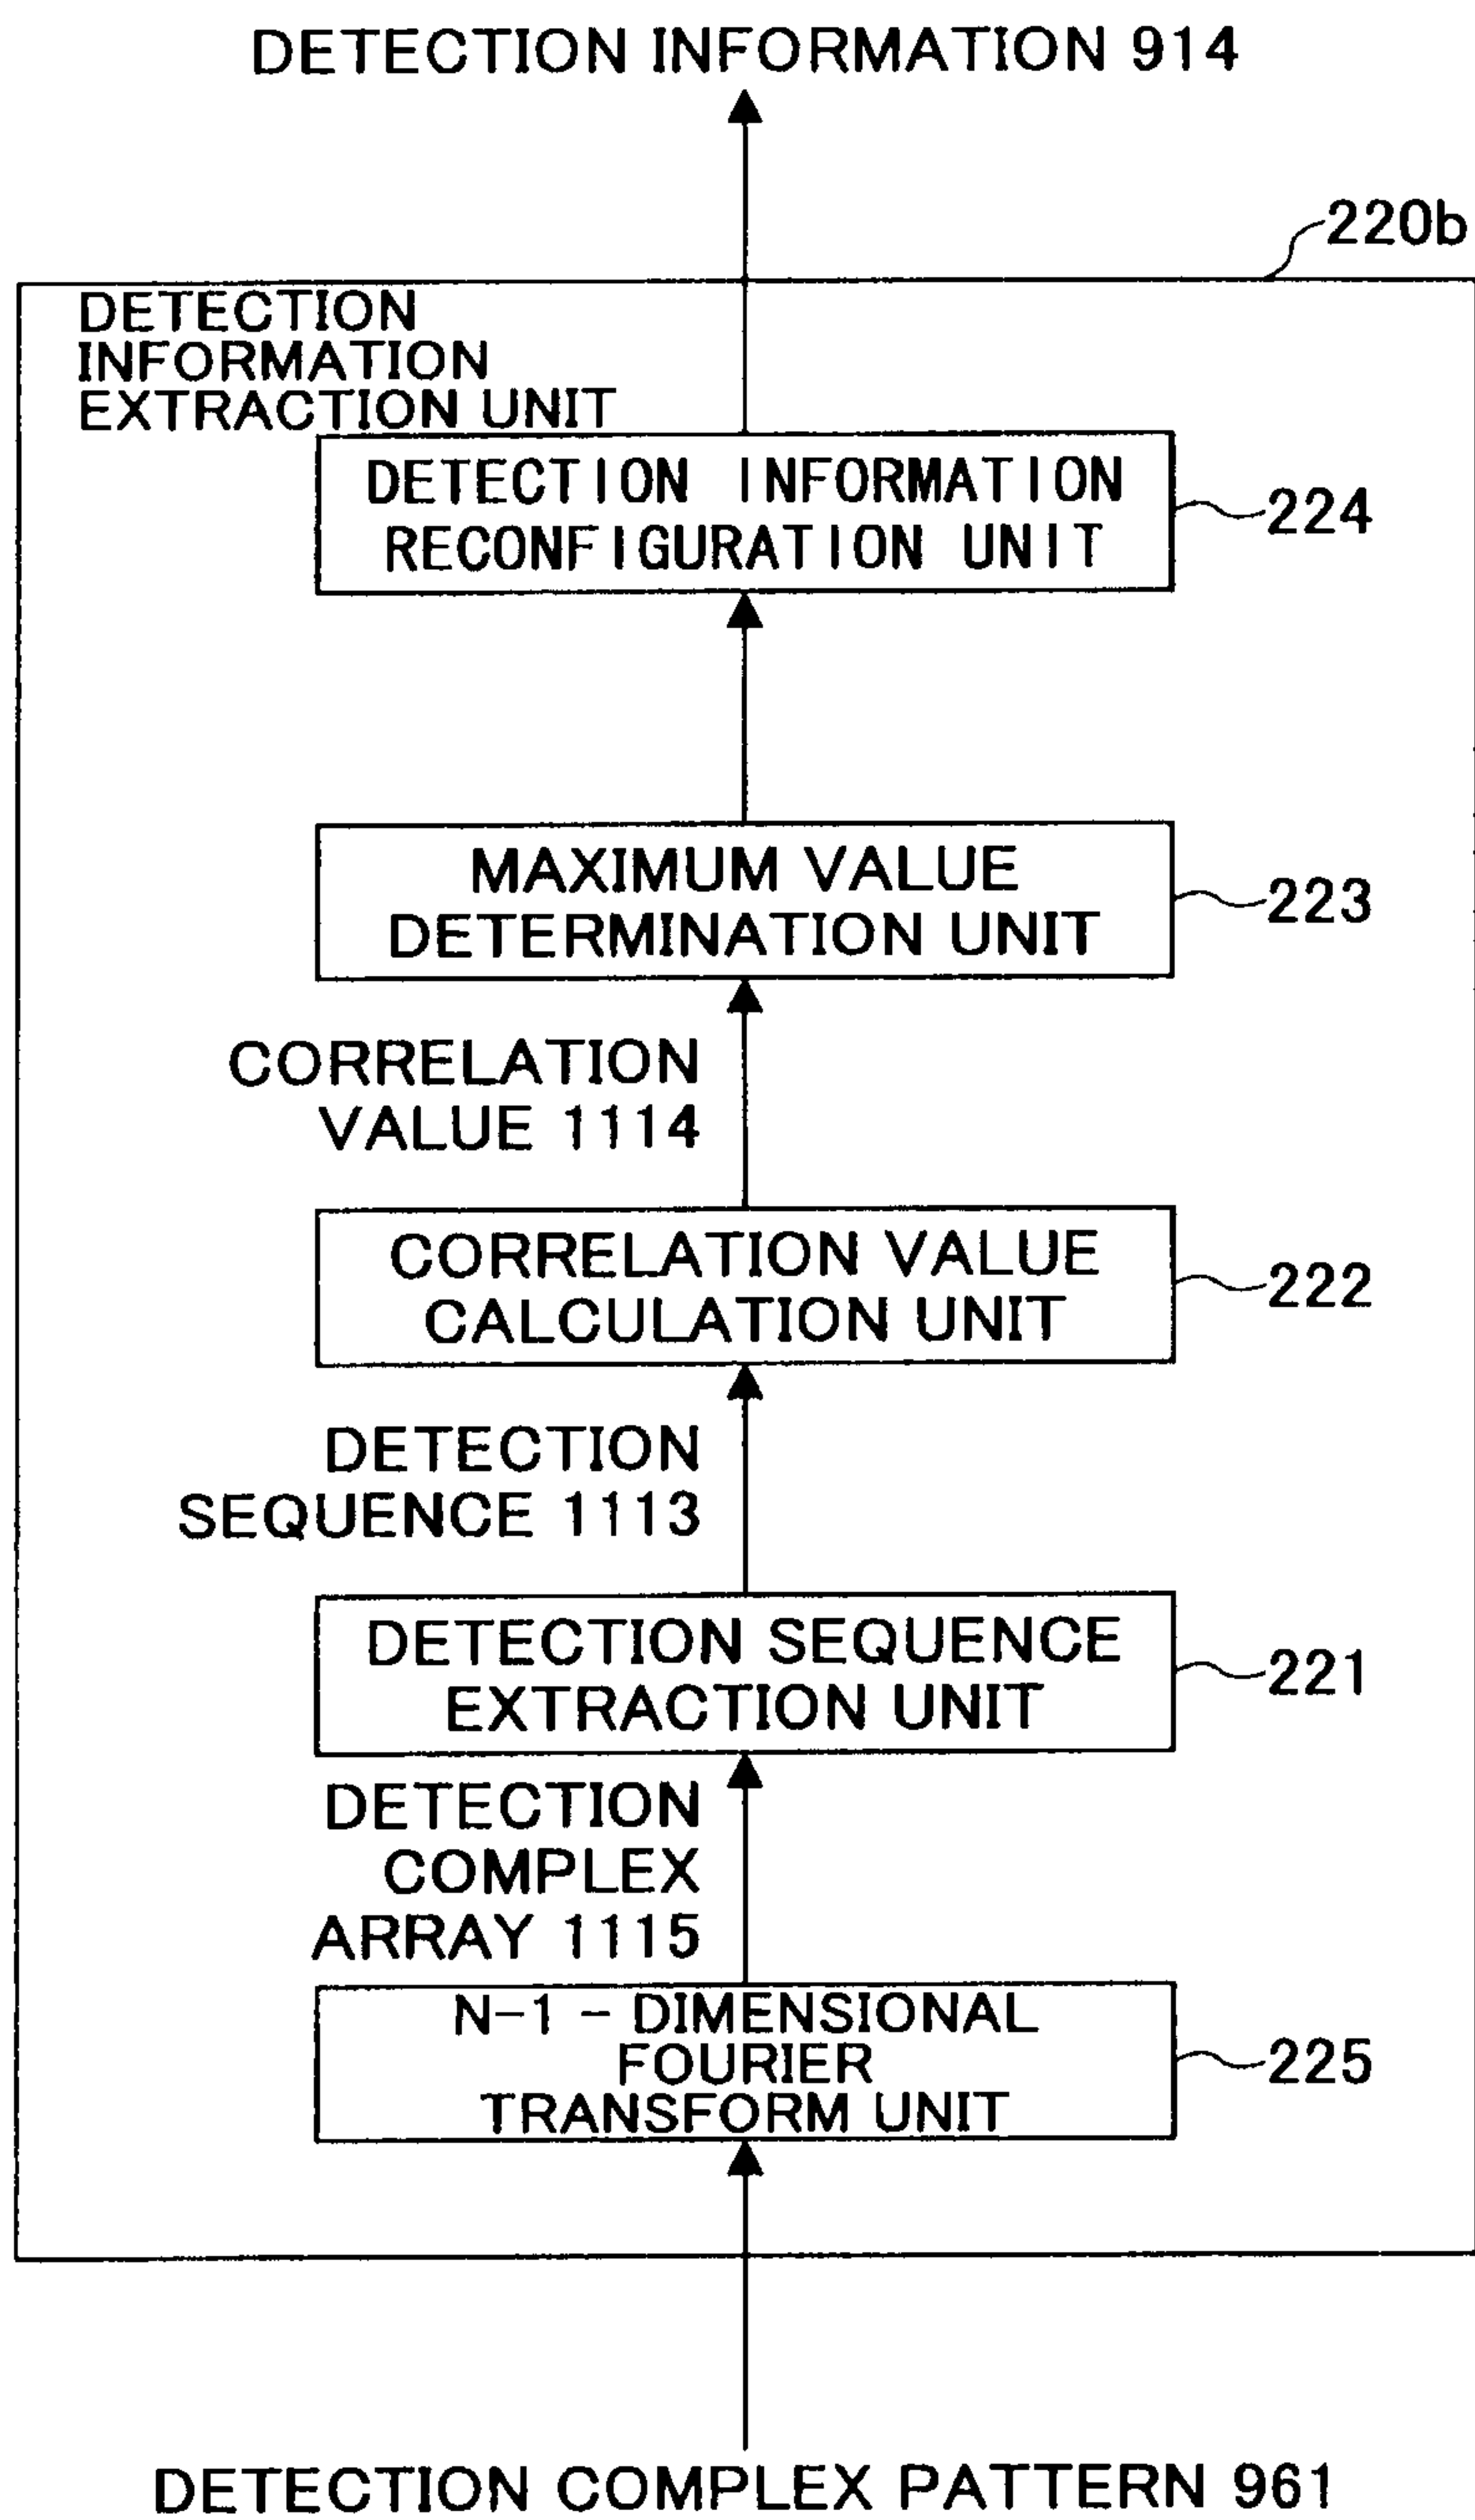 DETECTION INFORMATION 914
220b
DETECTION
INFORMATION
EXTRACTION UNIT
DETECTION INFORMATION
RECONFIGURATION UNIT
224
MAXIMUM VALUE
DETERMINATION UNIT
223
CORRELATION
VALUE 1114
CORRELATION VALUE
CALCULATION UNIT
222
DETECTION
SEQUENCE 1113
DETECTION SEQUENCE
EXTRACTION UNIT
221
DETECTION
COMPLEX
ARRAY 1115
N-1-DIMENSIONAL
FOURIER
TRANSFORM UNIT
225
DETECTION COMPLEX PATTERN 961